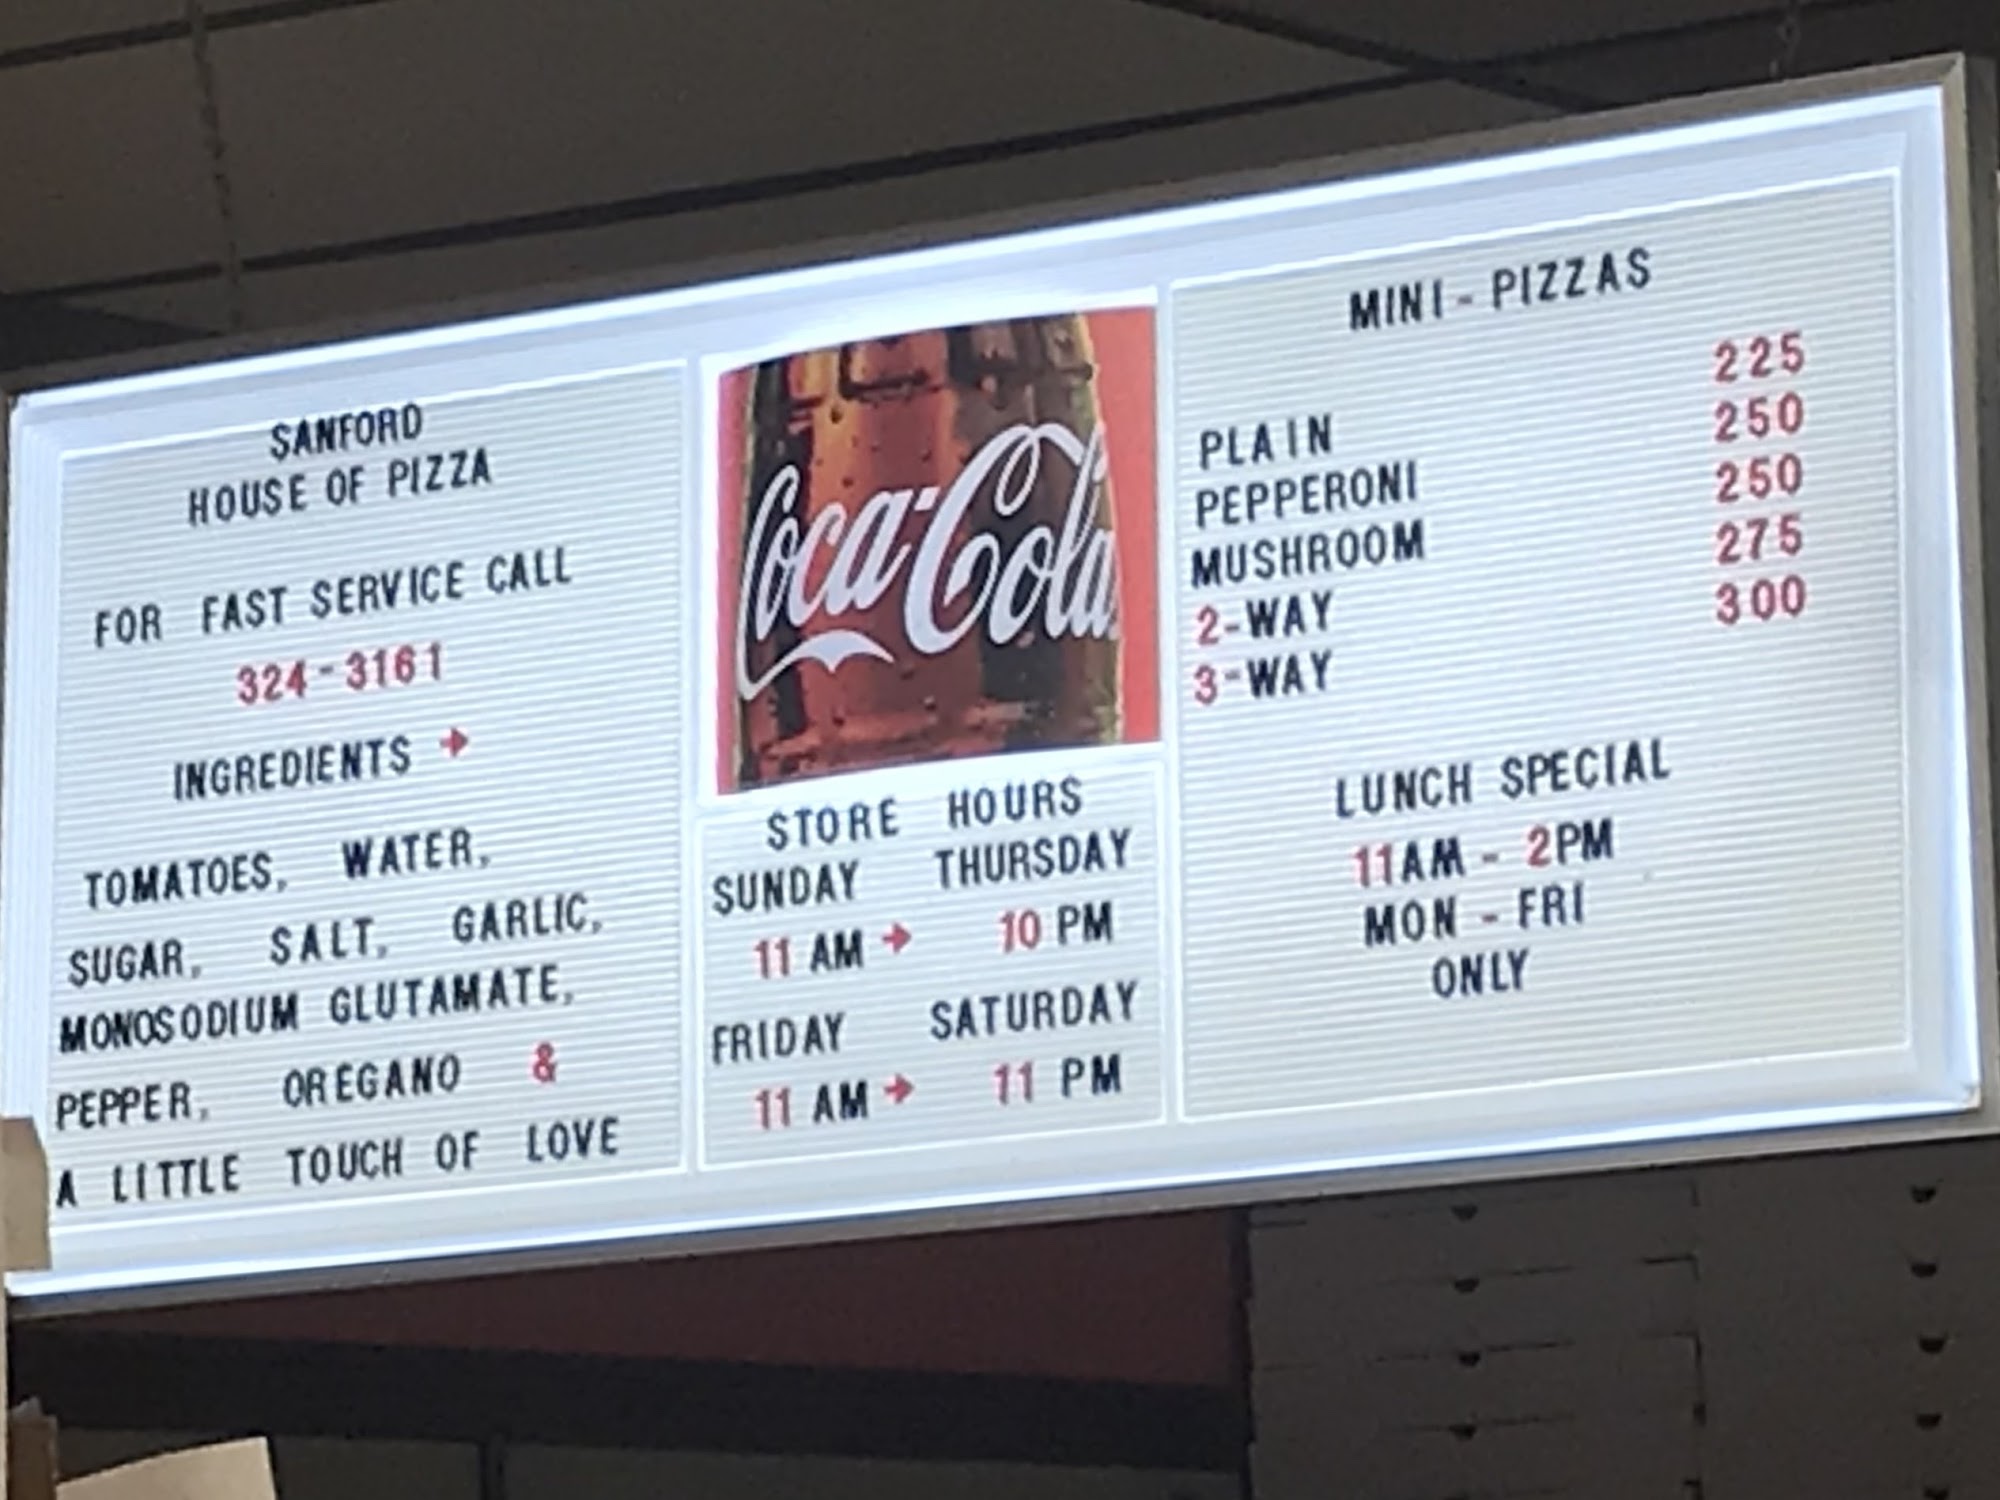 SANFORD
HOUSE OF PIZZA
FOR FAST SERVICE CALL
324-3161
INGREDIENTS →
TOMATOES, WATER,
SUGAR, SALT, GARLIC,
MONOSODIUM GLUTAMATE,
PEPPER, OREGANO &
A LITTLE TOUCH OF LOVE
Coca-Cola
STORE HOURS
SUNDAY THURSDAY
11 AM → 10 PM
FRIDAY SATURDAY
11 AM → 11 PM
MINI-PIZZAS
PLAIN 225
PEPPERONI 250
MUSHROOM 250
2-WAY 275
3-WAY 300
LUNCH SPECIAL
11AM - 2PM
MON - FRI
ONLY